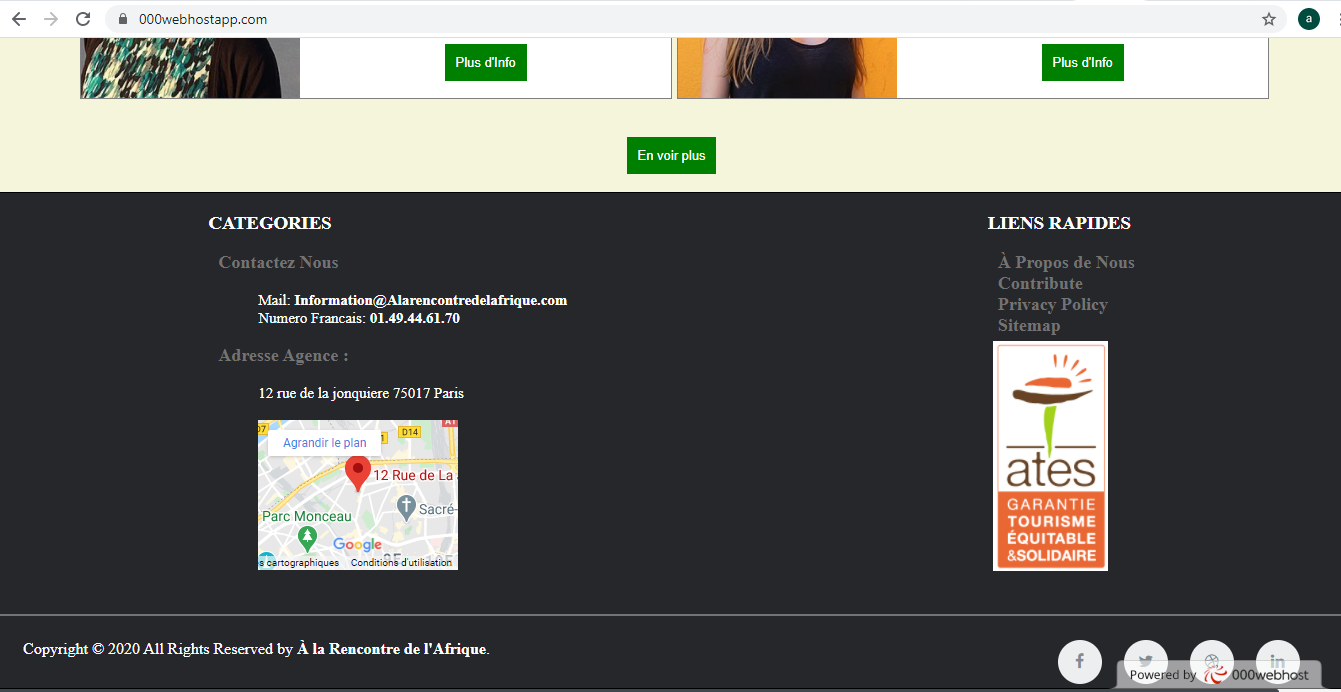 000webhostapp.com
a
Plus d'Info
Plus d'Info
En voir plus
CATEGORIES
Contactez Nous
Mail: Information@Alarencontredelafrique.com
Numero Francais: 01.49.44.61.70
Adresse Agence :
12 rue de la jonquiere 75017 Paris
Agrandir le plan
D14
A1
D7
1
12 Rue de La
Sacré-
Parc Monceau
Google
s cartographiques
Conditions d'utilisation
LIENS RAPIDES
À Propos de Nous
Contribute
Privacy Policy
Sitemap
ates
GARANTIE
TOURISME
ÉQUITABLE
&SOLIDAIRE
Copyright © 2020 All Rights Reserved by À la Rencontre de l'Afrique.
Powered by 000webhost